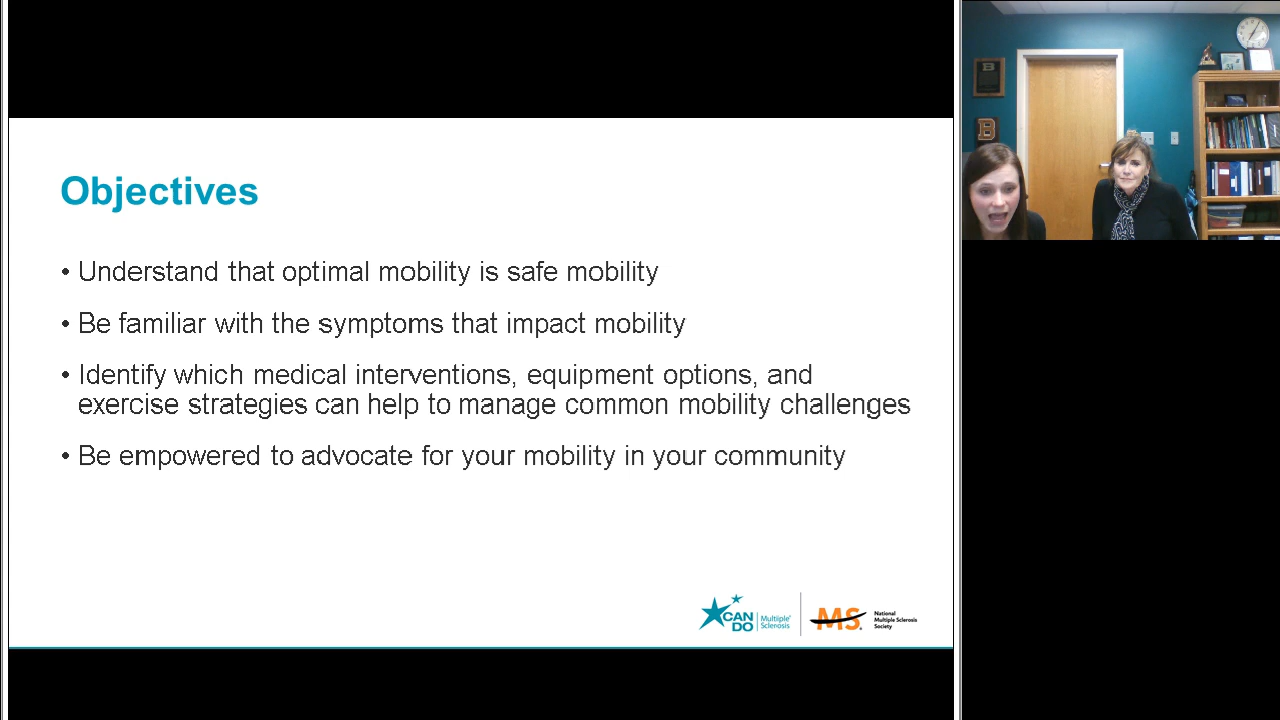 Objectives
• Understand that optimal mobility is safe mobility
• Be familiar with the symptoms that impact mobility
• Identify which medical interventions, equipment options, and
exercise strategies can help to manage common mobility challenges
• Be empowered to advocate for your mobility in your community
CAN
DO
Multiple
Sclerosis
MS
National
Multiple Sclerosis
Society
B
B